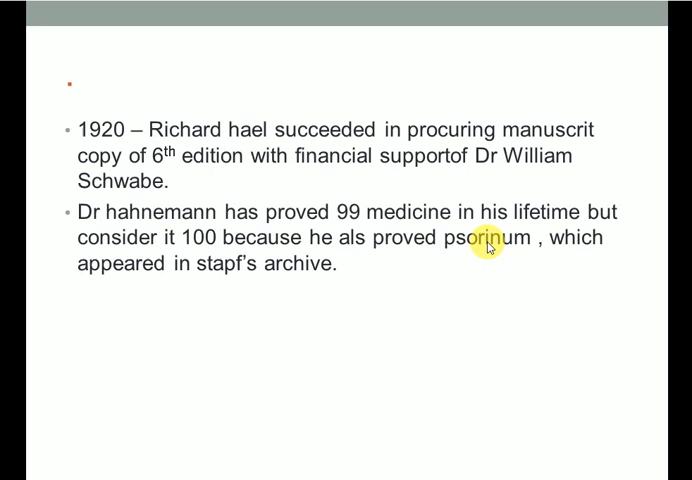 1920 – Richard hael succeeded in procuring manuscrit
copy of 6th edition with financial supportof Dr William
Schwabe.
Dr hahnemann has proved 99 medicine in his lifetime but
consider it 100 because he als proved psorinum , which
appeared in stapf's archive.